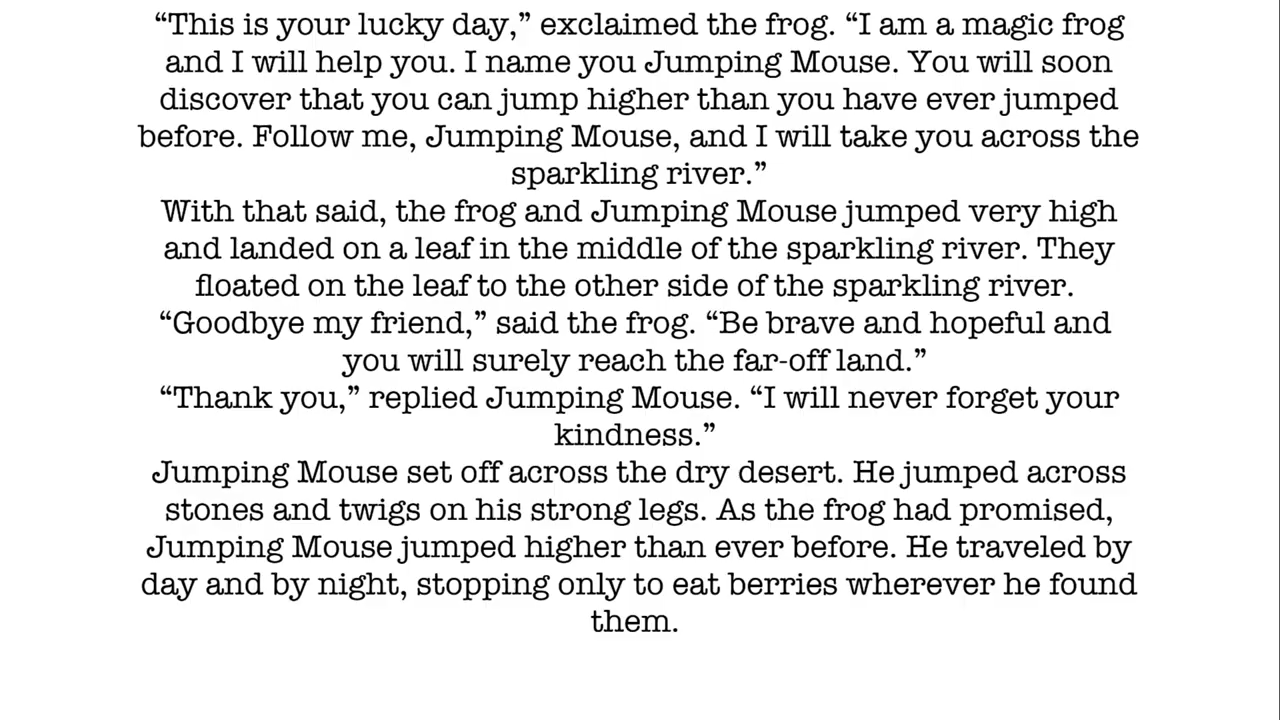 “This is your lucky day,” exclaimed the frog. “I am a magic frog
and I will help you. I name you Jumping Mouse. You will soon
discover that you can jump higher than you have ever jumped
before. Follow me, Jumping Mouse, and I will take you across the
sparkling river.”
With that said, the frog and Jumping Mouse jumped very high
and landed on a leaf in the middle of the sparkling river. They
floated on the leaf to the other side of the sparkling river.
“Goodbye my friend,” said the frog. “Be brave and hopeful and
you will surely reach the far-off land.”
“Thank you,” replied Jumping Mouse. “I will never forget your
kindness.”
Jumping Mouse set off across the dry desert. He jumped across
stones and twigs on his strong legs. As the frog had promised,
Jumping Mouse jumped higher than ever before. He traveled by
day and by night, stopping only to eat berries wherever he found
them.